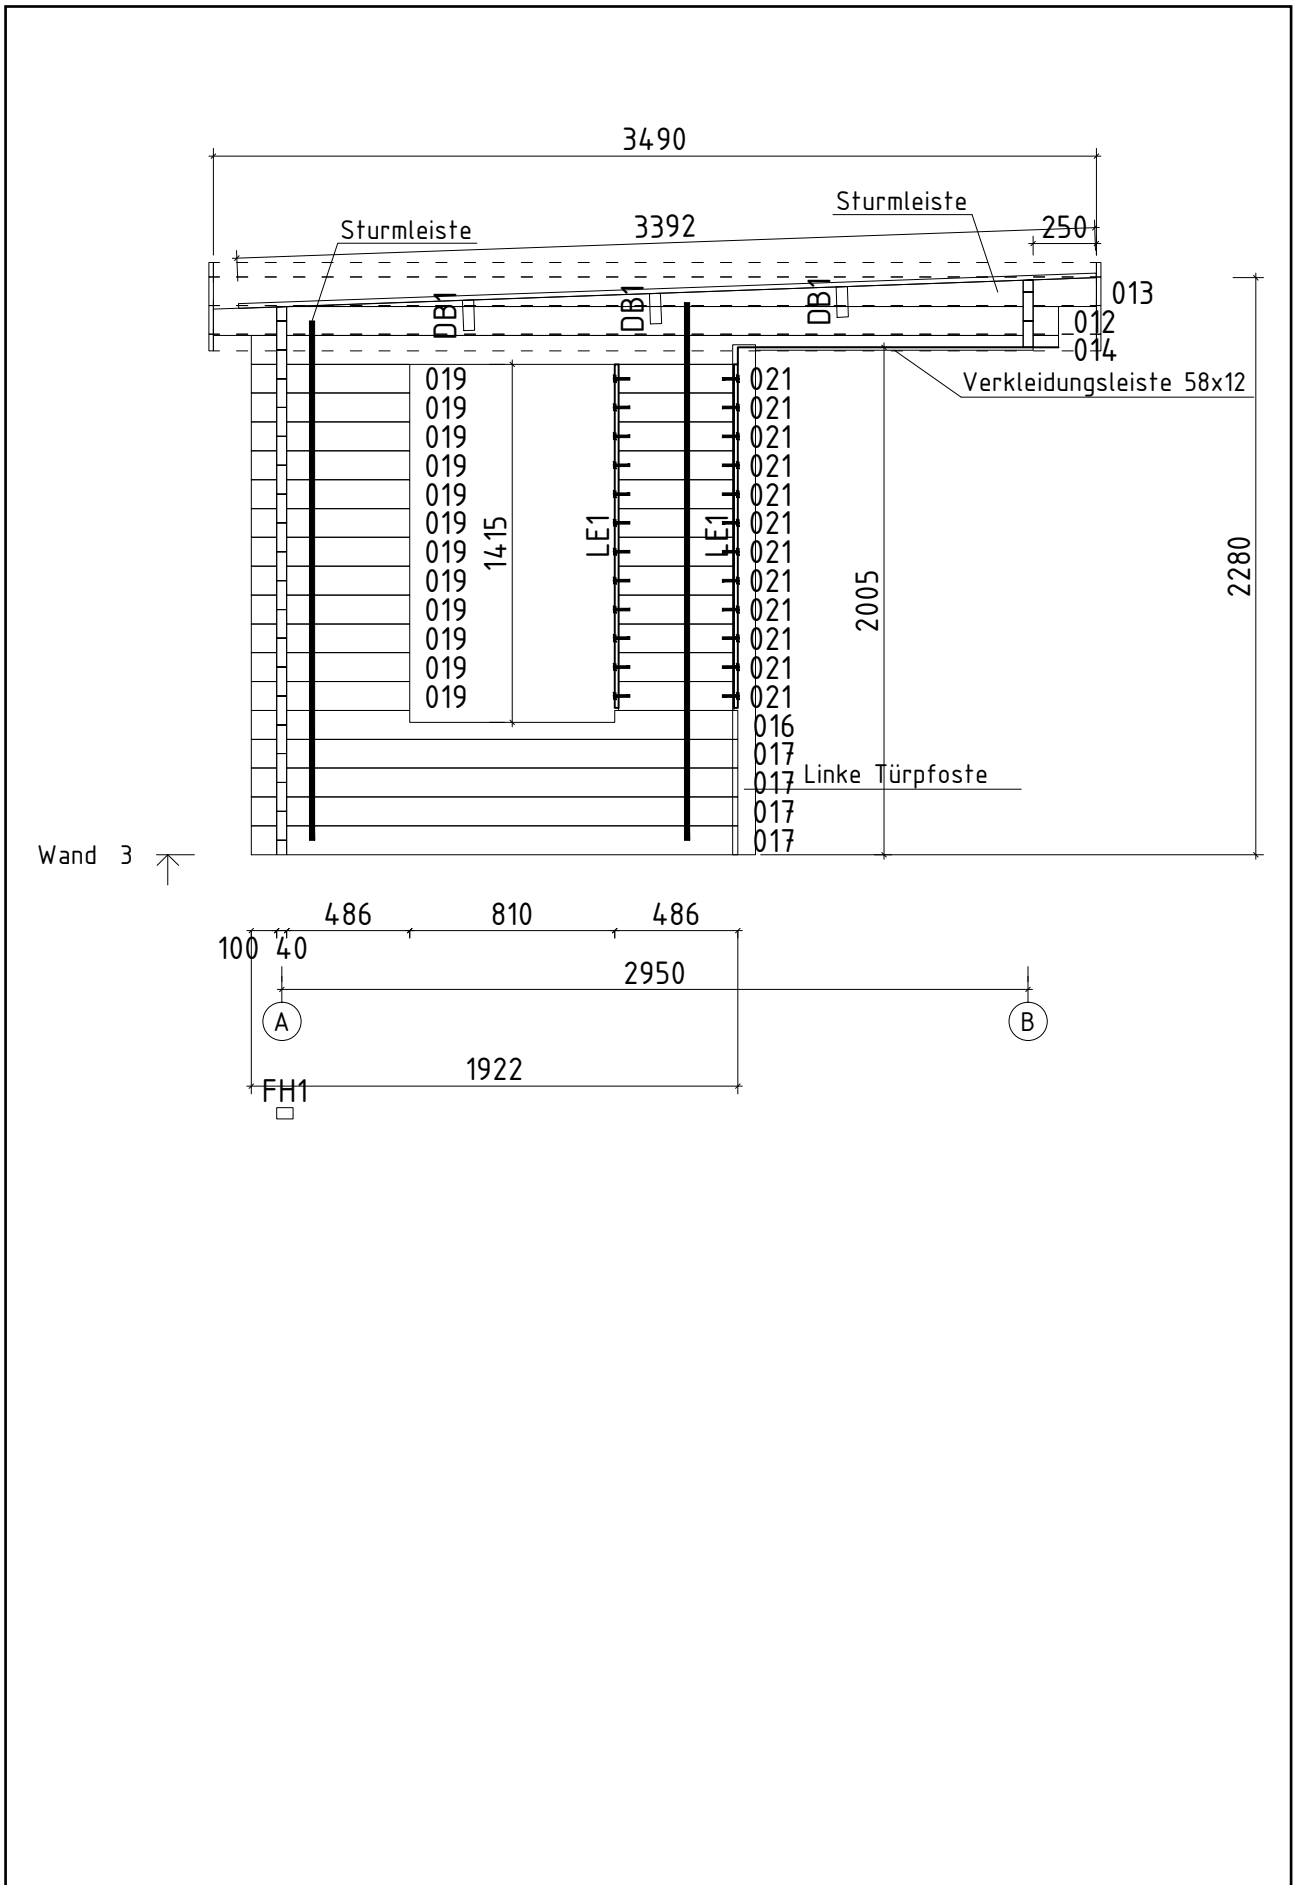 3490
Sturmleiste
Sturmleiste 3392 250
DB1 DB1 DB1 013
012
014
Verkleidungsleiste 58x12
019 021
019 021
019 021
019 021
019 021
019 021
019 021
019 021
019 021
019 021
019 021
019 021
1415 LE1 LE1 2005 2280
016
017
017 Linke Türpfoste
017
017
Wand 3
486 810 486
100 40
2950
A B
1922
FH1